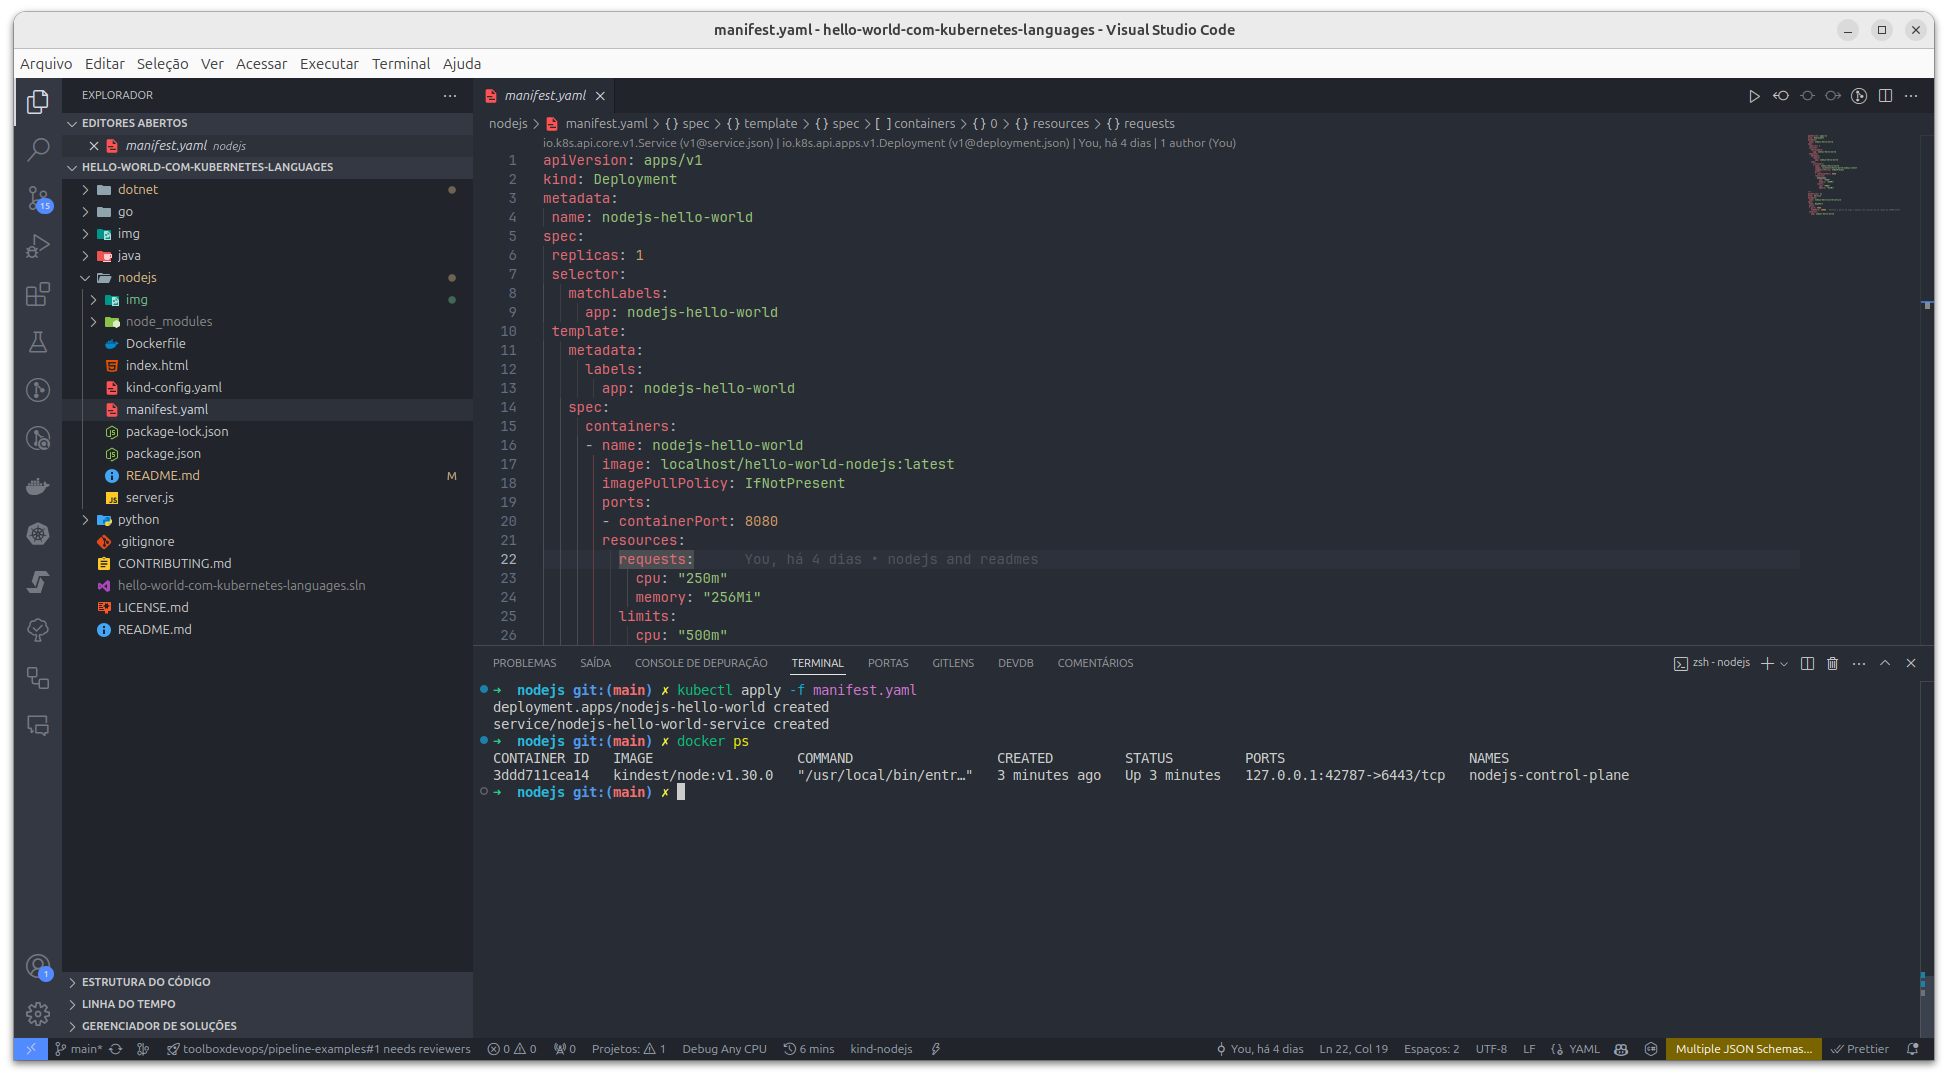 manifest.yaml - hello-world-com-kubernetes-languages - Visual Studio Code
Arquivo Editar Seleção Ver Acessar Executar Terminal Ajuda
EXPLORADOR
EDITORES ABERTOS
manifest.yaml nodejs
HELLO-WORLD-COM-KUBERNETES-LANGUAGES
dotnet
go
img
java
nodejs
img
node_modules
Dockerfile
index.html
kind-config.yaml
manifest.yaml
package-lock.json
package.json
README.md M
server.js
python
.gitignore
CONTRIBUTING.md
hello-world-com-kubernetes-languages.sln
LICENSE.md
README.md
ESTRUTURA DO CÓDIGO
LINHA DO TEMPO
GERENCIADOR DE SOLUÇÕES
15
1
manifest.yaml
nodejs > manifest.yaml > {} spec > {} template > {} spec > [ ] containers > {} 0 > {} resources > {} requests
io.k8s.api.core.v1.Service (v1@service.json) | io.k8s.api.apps.v1.Deployment (v1@deployment.json) | You, há 4 dias | 1 author (You)
1 apiVersion: apps/v1
2 kind: Deployment
3 metadata:
4 name: nodejs-hello-world
5 spec:
6 replicas: 1
7 selector:
8 matchLabels:
9 app: nodejs-hello-world
10 template:
11 metadata:
12 labels:
13 app: nodejs-hello-world
14 spec:
15 containers:
16 - name: nodejs-hello-world
17 image: localhost/hello-world-nodejs:latest
18 imagePullPolicy: IfNotPresent
19 ports:
20 - containerPort: 8080
21 resources:
22 requests: You, há 4 dias • nodejs and readmes
23 cpu: "250m"
24 memory: "256Mi"
25 limits:
26 cpu: "500m"
PROBLEMAS SAÍDA CONSOLE DE DEPURAÇÃO TERMINAL PORTAS GITLENS DEVDB COMENTÁRIOS
zsh - nodejs
➜ nodejs git:(main) ✗ kubectl apply -f manifest.yaml
deployment.apps/nodejs-hello-world created
service/nodejs-hello-world-service created
➜ nodejs git:(main) ✗ docker ps
CONTAINER ID IMAGE COMMAND CREATED STATUS PORTS NAMES
3ddd711cea14 kindest/node:v1.30.0 "/usr/local/bin/entr…" 3 minutes ago Up 3 minutes 127.0.0.1:42787->6443/tcp nodejs-control-plane
➜ nodejs git:(main) ✗
main* toolboxdevops/pipeline-examples#1 needs reviewers 0 0 0 Projetos: 1 Debug Any CPU 6 mins kind-nodejs You, há 4 dias Ln 22, Col 19 Espaços: 2 UTF-8 LF {} YAML Multiple JSON Schemas... Prettier